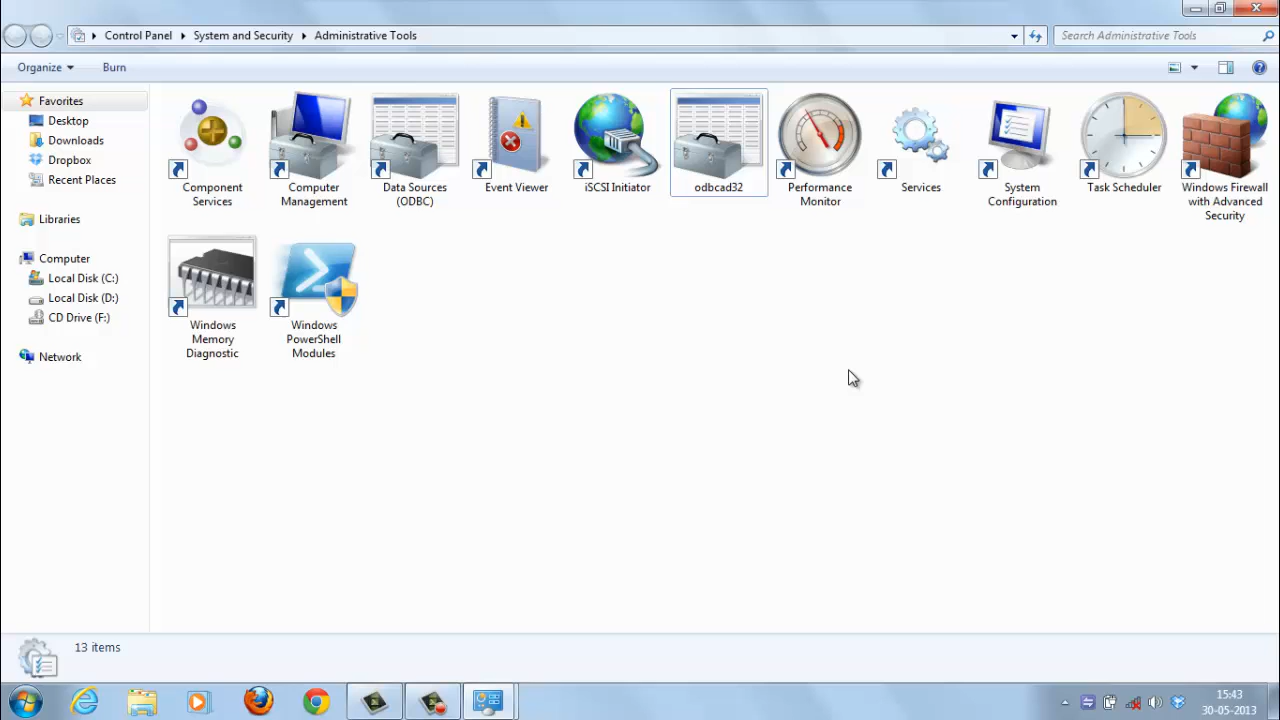 Control Panel System and Security Administrative Tools
Search Administrative Tools
Organize Burn
Favorites
Desktop
Downloads
Dropbox
Recent Places
Libraries
Computer
Local Disk (C:)
Local Disk (D:)
CD Drive (F:)
Network
Component
Services
Computer
Management
Data Sources
(ODBC)
Event Viewer
iSCSI Initiator
odbcad32
Performance
Monitor
Services
System
Configuration
Task Scheduler
Windows Firewall
with Advanced
Security
Windows
Memory
Diagnostic
Windows
PowerShell
Modules
13 items
15:43
30-05-2013